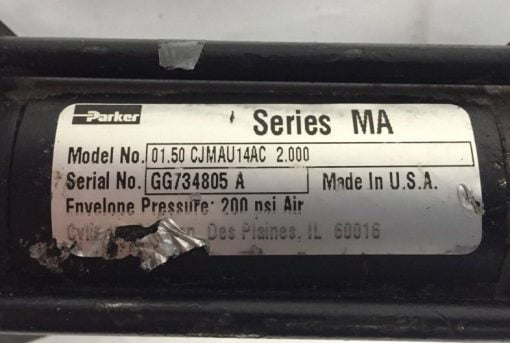 Parker
Series MA
Model No. 01.50 CJMAU14AC 2.000
Serial No. GG734805 A Made In U.S.A.
Envelope Pressure: 200 psi Air
Des Plaines, IL 60016